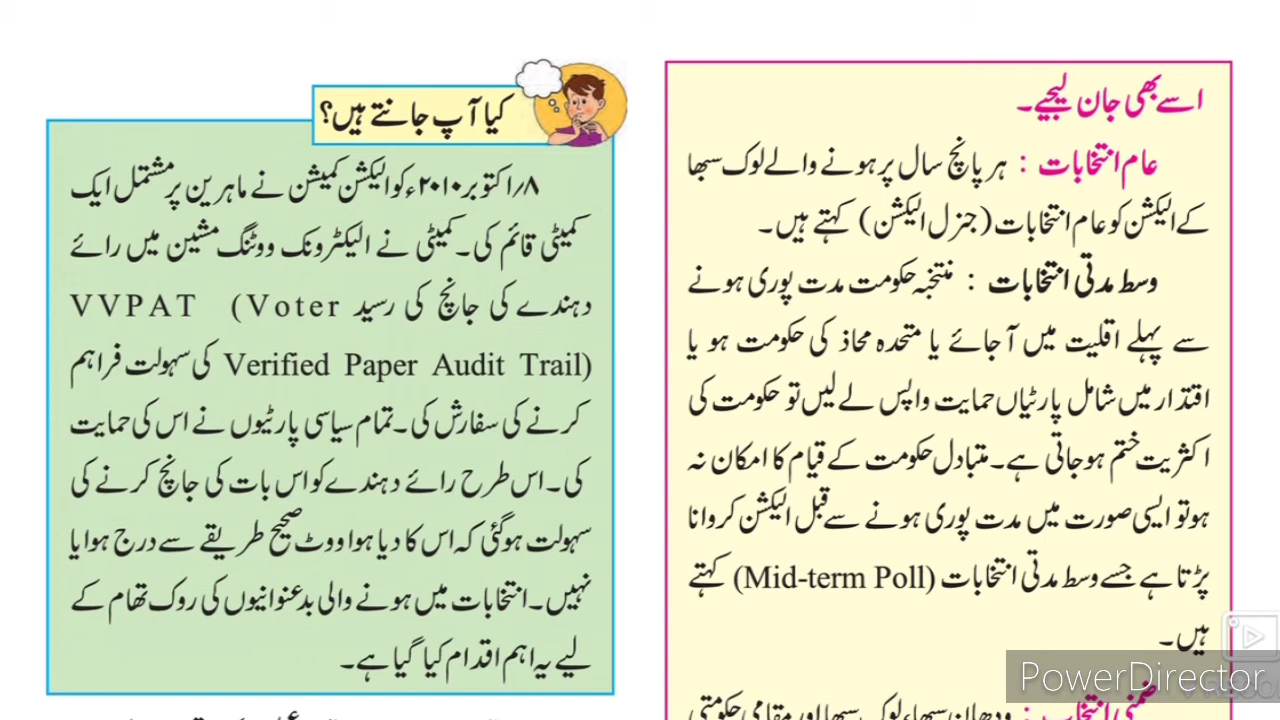 اسے بھی جان لیجیے۔
عام انتخابات : ہر پانچ سال پر ہونے والے لوک سبھا
کے الیکشن کو عام انتخابات (جنرل الیکشن) کہتے ہیں۔
وسط مدتی انتخابات : منتخبہ حکومت مدت پوری ہونے
سے پہلے اقلیت میں آجائے یا متحدہ محاذ کی حکومت ہو یا
اقتدار میں شامل پارٹیاں حمایت واپس لے لیں تو حکومت کی
اکثریت ختم ہوجاتی ہے۔ متبادل حکومت کے قیام کا امکان نہ
ہو تو ایسی صورت میں مدت پوری ہونے سے قبل الیکشن کروانا
پڑتا ہے جسے وسط مدتی انتخابات (Mid-term Poll) کہتے
ہیں۔
ضمنی انتخابات : ودھان سبھا، لوک سبھا اور مقامی حکومتی
کیا آپ جانتے ہیں؟
۸/اکتوبر ۲۰۱۰ء کو الیکشن کمیشن نے ماہرین پر مشتمل ایک
کمیٹی قائم کی۔ کمیٹی نے الیکٹرونک ووٹنگ مشین میں رائے
دہندے کی جانچ کی رسید VVPAT (Voter
Verified Paper Audit Trail) کی سہولت فراہم
کرنے کی سفارش کی۔ تمام سیاسی پارٹیوں نے اس کی حمایت
کی۔ اس طرح رائے دہندے کو اس بات کی جانچ کرنے کی
سہولت ہوگئی کہ اس کا دیا ہوا ووٹ صحیح طریقے سے درج ہوا یا
نہیں۔ انتخابات میں ہونے والی بدعنوانیوں کی روک تھام کے
لیے یہ اہم اقدام کیا گیا ہے۔
PowerDirector